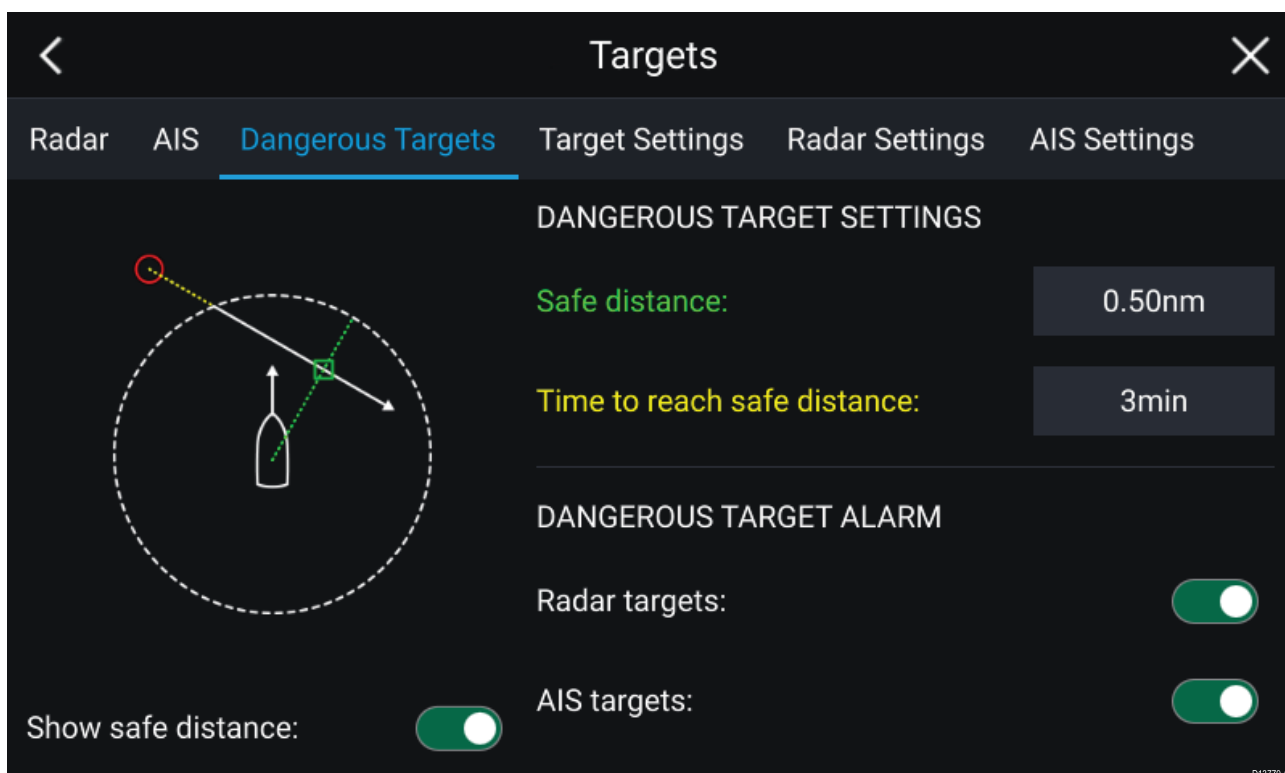 Targets
Radar AIS Dangerous Targets Target Settings Radar Settings AIS Settings
DANGEROUS TARGET SETTINGS
Safe distance: 0.50nm
Time to reach safe distance: 3min
DANGEROUS TARGET ALARM
Radar targets:
AIS targets:
Show safe distance: